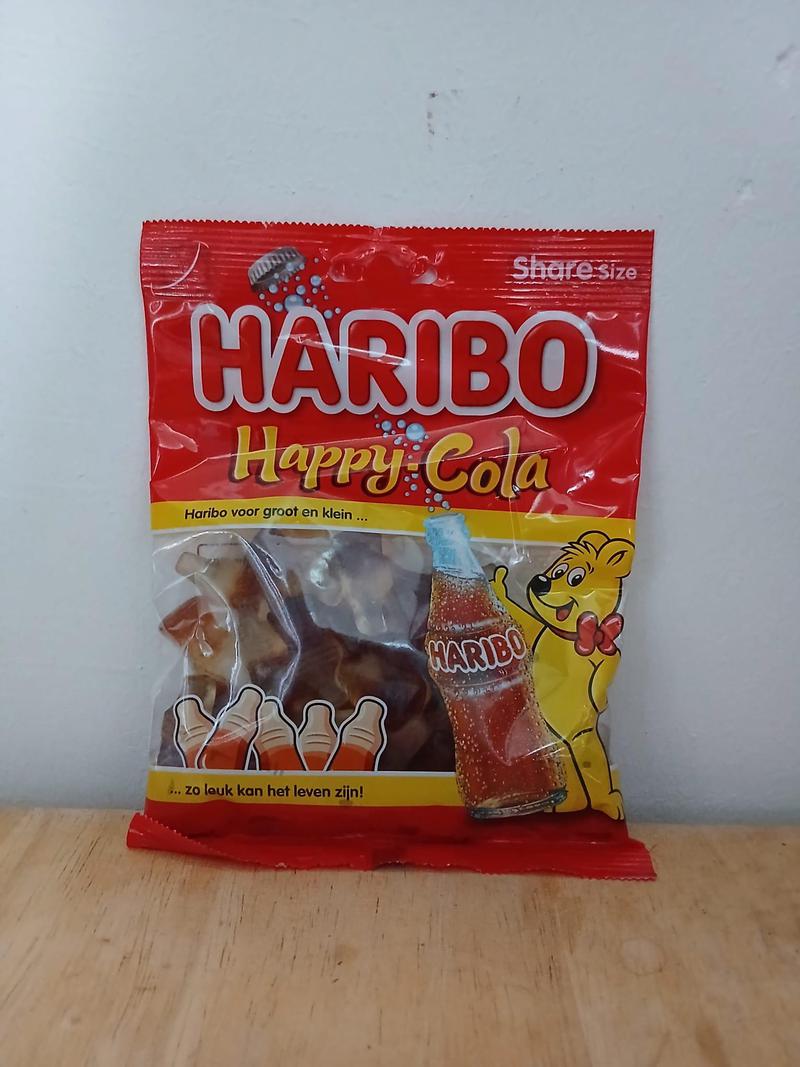 Share size
HARIBO
Happy-Cola
Haribo voor groot en klein ...
HARIBO
... zo leuk kan het leven zijn!